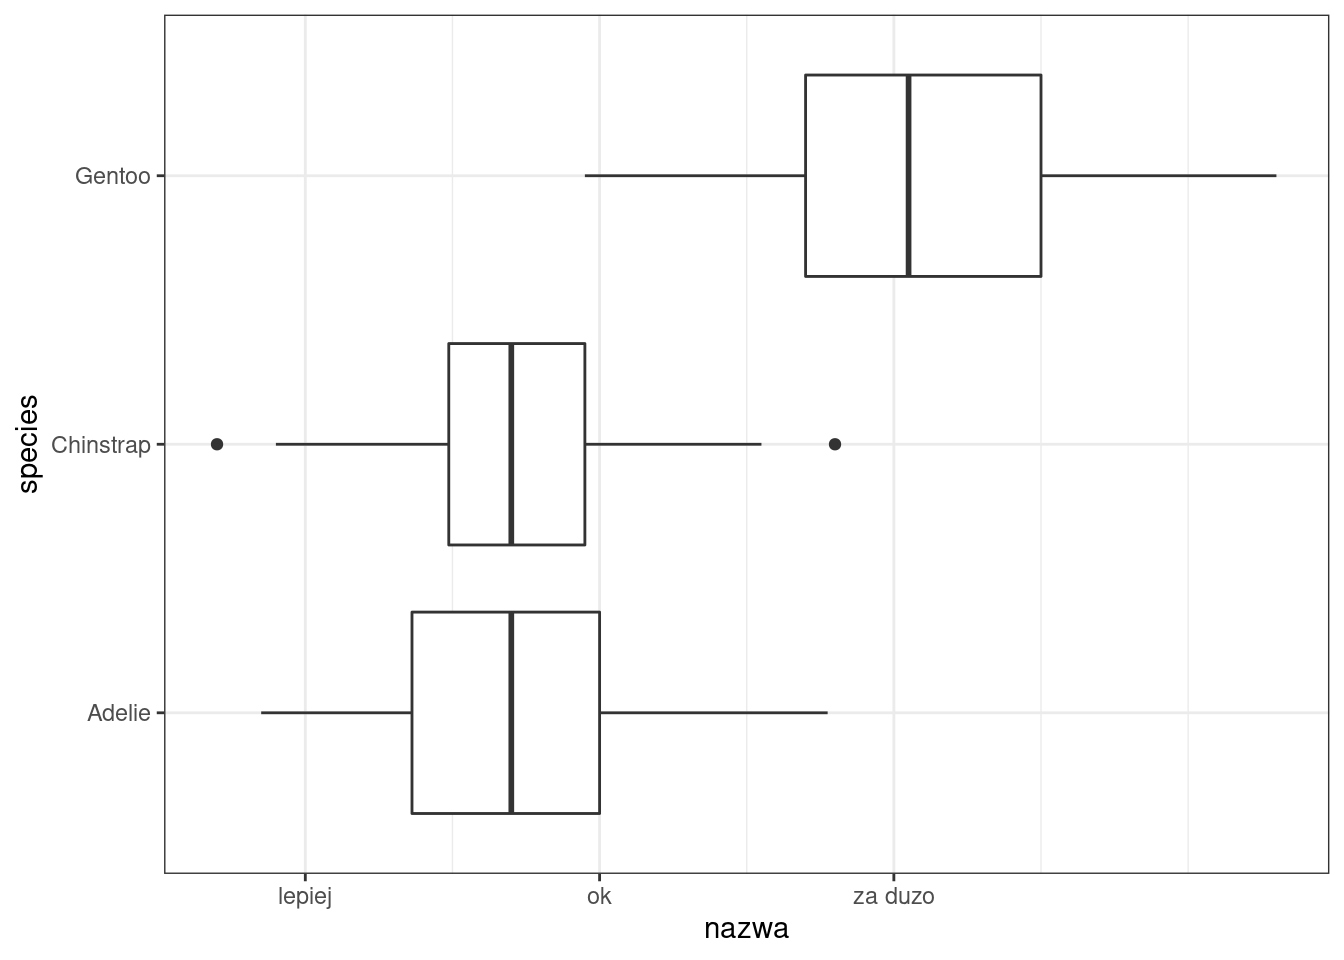 Gentoo
Chinstrap
Adelie
species
lepiej ok za duzo
nazwa